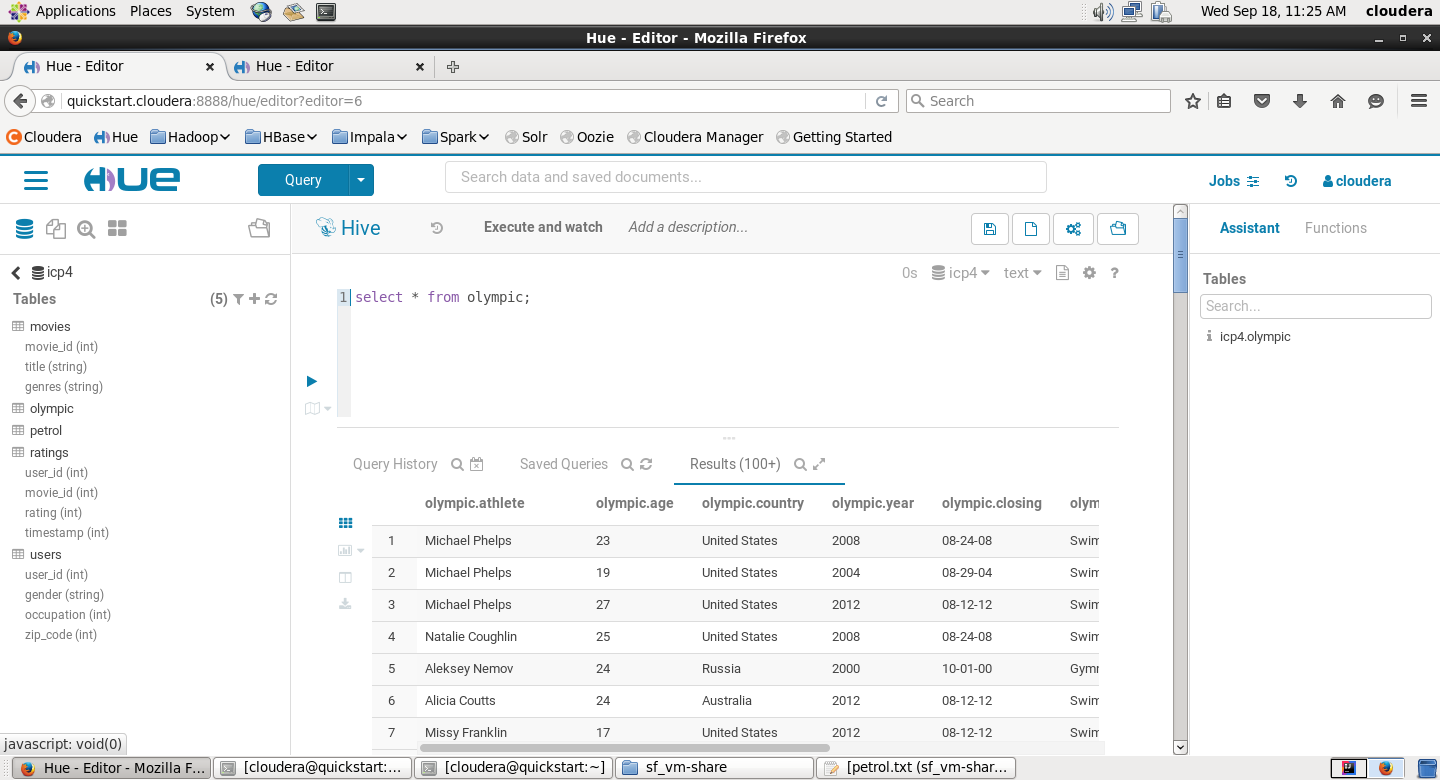 Applications Places System Wed Sep 18, 11:25 AM cloudera
Hue - Editor - Mozilla Firefox
Hue - Editor Hue - Editor
quickstart.cloudera:8888/hue/editor?editor=6 Search
Cloudera Hue Hadoop HBase Impala Spark Solr Oozie Cloudera Manager Getting Started
HUE Query Search data and saved documents... Jobs cloudera
Hive Execute and watch Add a description... Assistant Functions
icp4 0s icp4 text ?
Tables (5) Tables
Search...
1 select * from olympic;
movies
movie_id (int)
title (string)
genres (string)
olympic
petrol
ratings
user_id (int)
movie_id (int)
rating (int)
timestamp (int)
users
user_id (int)
gender (string)
occupation (int)
zip_code (int)
icp4.olympic
Query History Saved Queries Results (100+)
olympic.athlete olympic.age olympic.country olympic.year olympic.closing olym
1 Michael Phelps 23 United States 2008 08-24-08 Swim
2 Michael Phelps 19 United States 2004 08-29-04 Swim
3 Michael Phelps 27 United States 2012 08-12-12 Swim
4 Natalie Coughlin 25 United States 2008 08-24-08 Swim
5 Aleksey Nemov 24 Russia 2000 10-01-00 Gymr
6 Alicia Coutts 24 Australia 2012 08-12-12 Swim
7 Missy Franklin 17 United States 2012 08-12-12 Swim
javascript: void(0)
Hue - Editor - Mozilla F... [cloudera@quickstart:... [cloudera@quickstart:~] sf_vm-share [petrol.txt (sf_vm-shar...